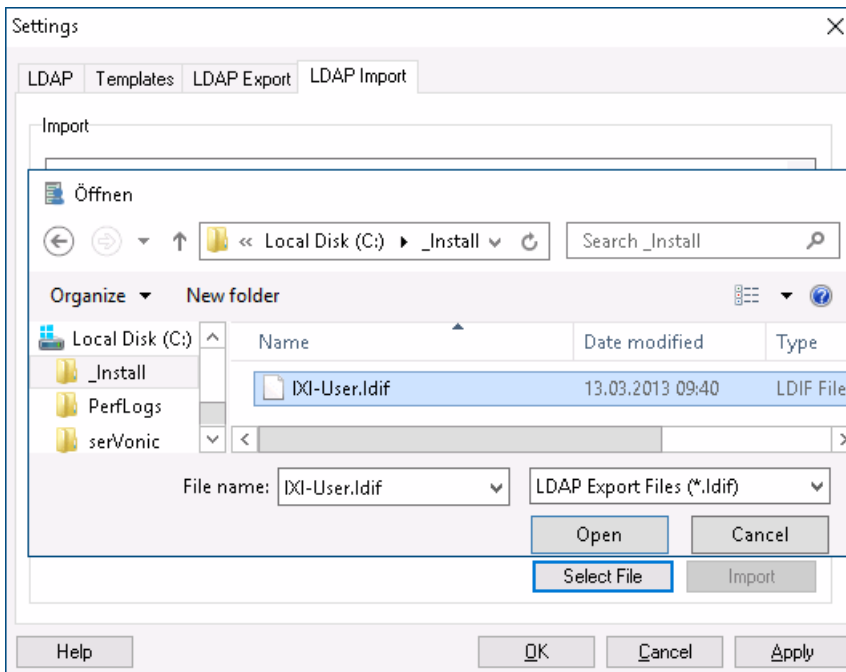 Settings
LDAP Templates LDAP Export LDAP Import
Import
Öffnen
« Local Disk (C:) ▸ _Install Search _Install
Organize New folder
Local Disk (C:) Name Date modified Type
_Install IXI-User.ldif 13.03.2013 09:40 LDIF File
PerfLogs
serVonic
File name: IXI-User.ldif LDAP Export Files (*.ldif)
Open Cancel
Select File Import
Help OK Cancel Apply